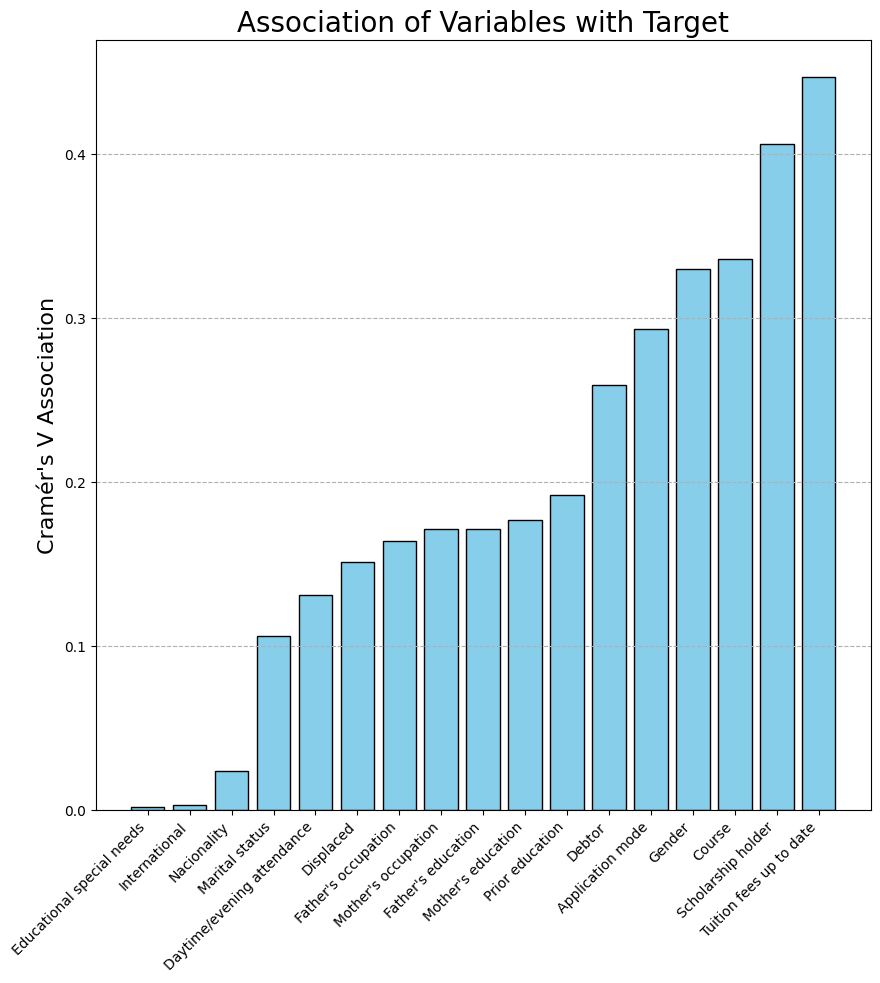 Association of Variables with Target
Cramér's V Association
0.4
0.3
0.2
0.1
0.0
Educational special needs
International
Nacionality
Marital status
Daytime/evening attendance
Displaced
Father's occupation
Mother's occupation
Father's education
Mother's education
Prior education
Debtor
Application mode
Gender
Course
Scholarship holder
Tuition fees up to date